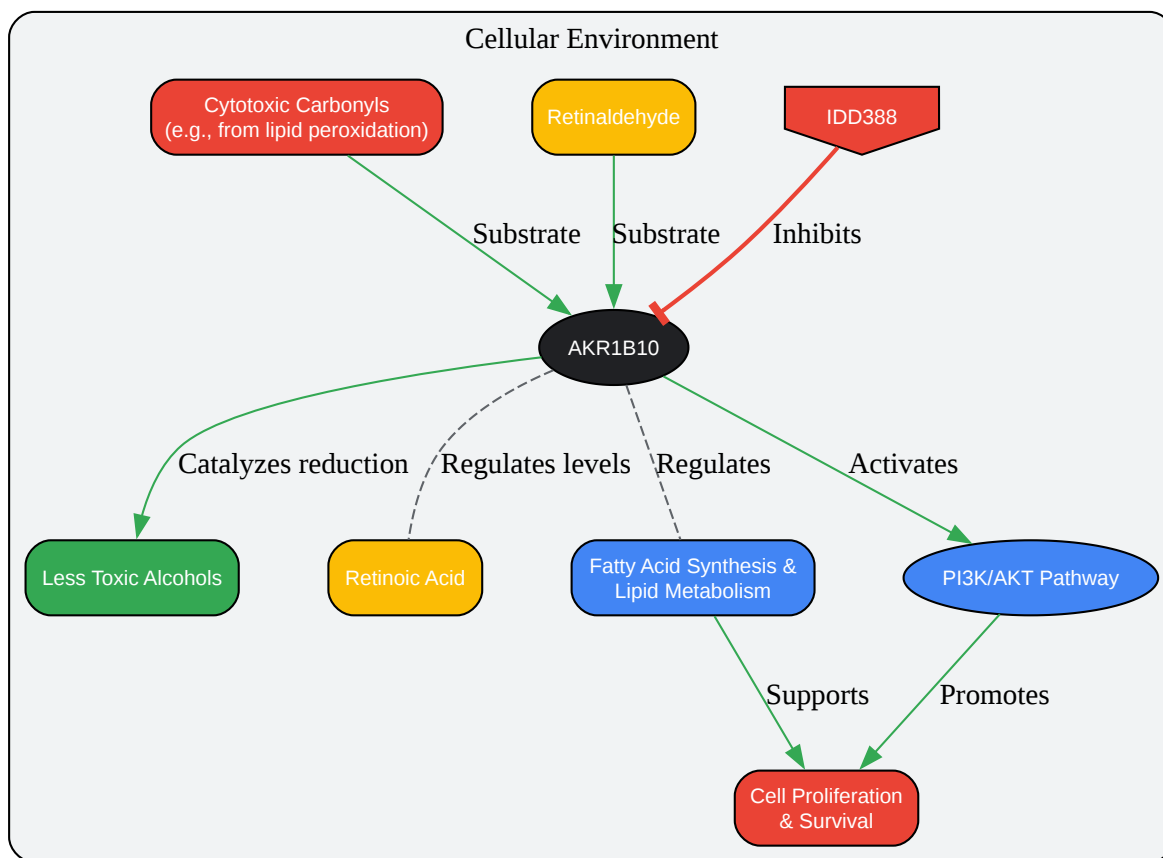 Cellular Environment
Cytotoxic Carbonyls
(e.g., from lipid peroxidation)
Retinaldehyde
IDD388
Substrate
Substrate
Inhibits
AKR1B10
Catalyzes reduction
Regulates levels
Regulates
Activates
Less Toxic Alcohols
Retinoic Acid
Fatty Acid Synthesis &
Lipid Metabolism
PI3K/AKT Pathway
Supports
Promotes
Cell Proliferation
& Survival